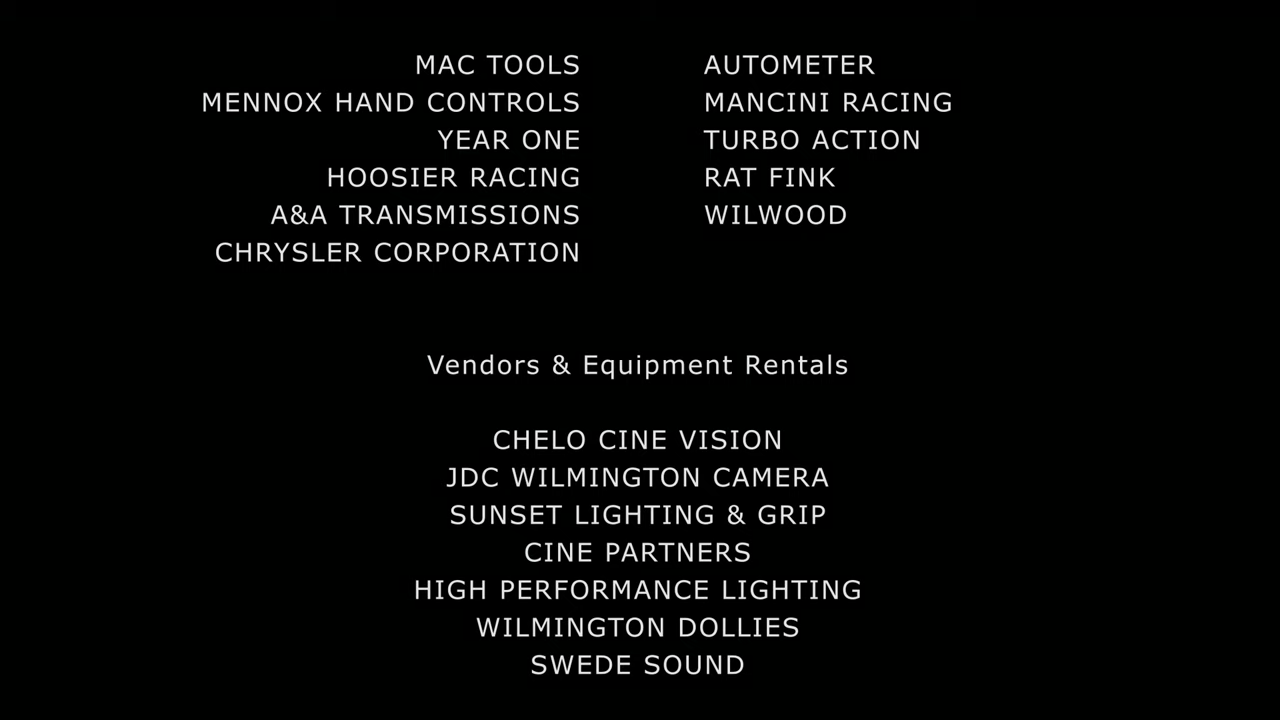 MAC TOOLS AUTOMETER
MENNOX HAND CONTROLS MANCINI RACING
YEAR ONE TURBO ACTION
HOOSIER RACING RAT FINK
A&A TRANSMISSIONS WILWOOD
CHRYSLER CORPORATION
Vendors & Equipment Rentals
CHELO CINE VISION
JDC WILMINGTON CAMERA
SUNSET LIGHTING & GRIP
CINE PARTNERS
HIGH PERFORMANCE LIGHTING
WILMINGTON DOLLIES
SWEDE SOUND